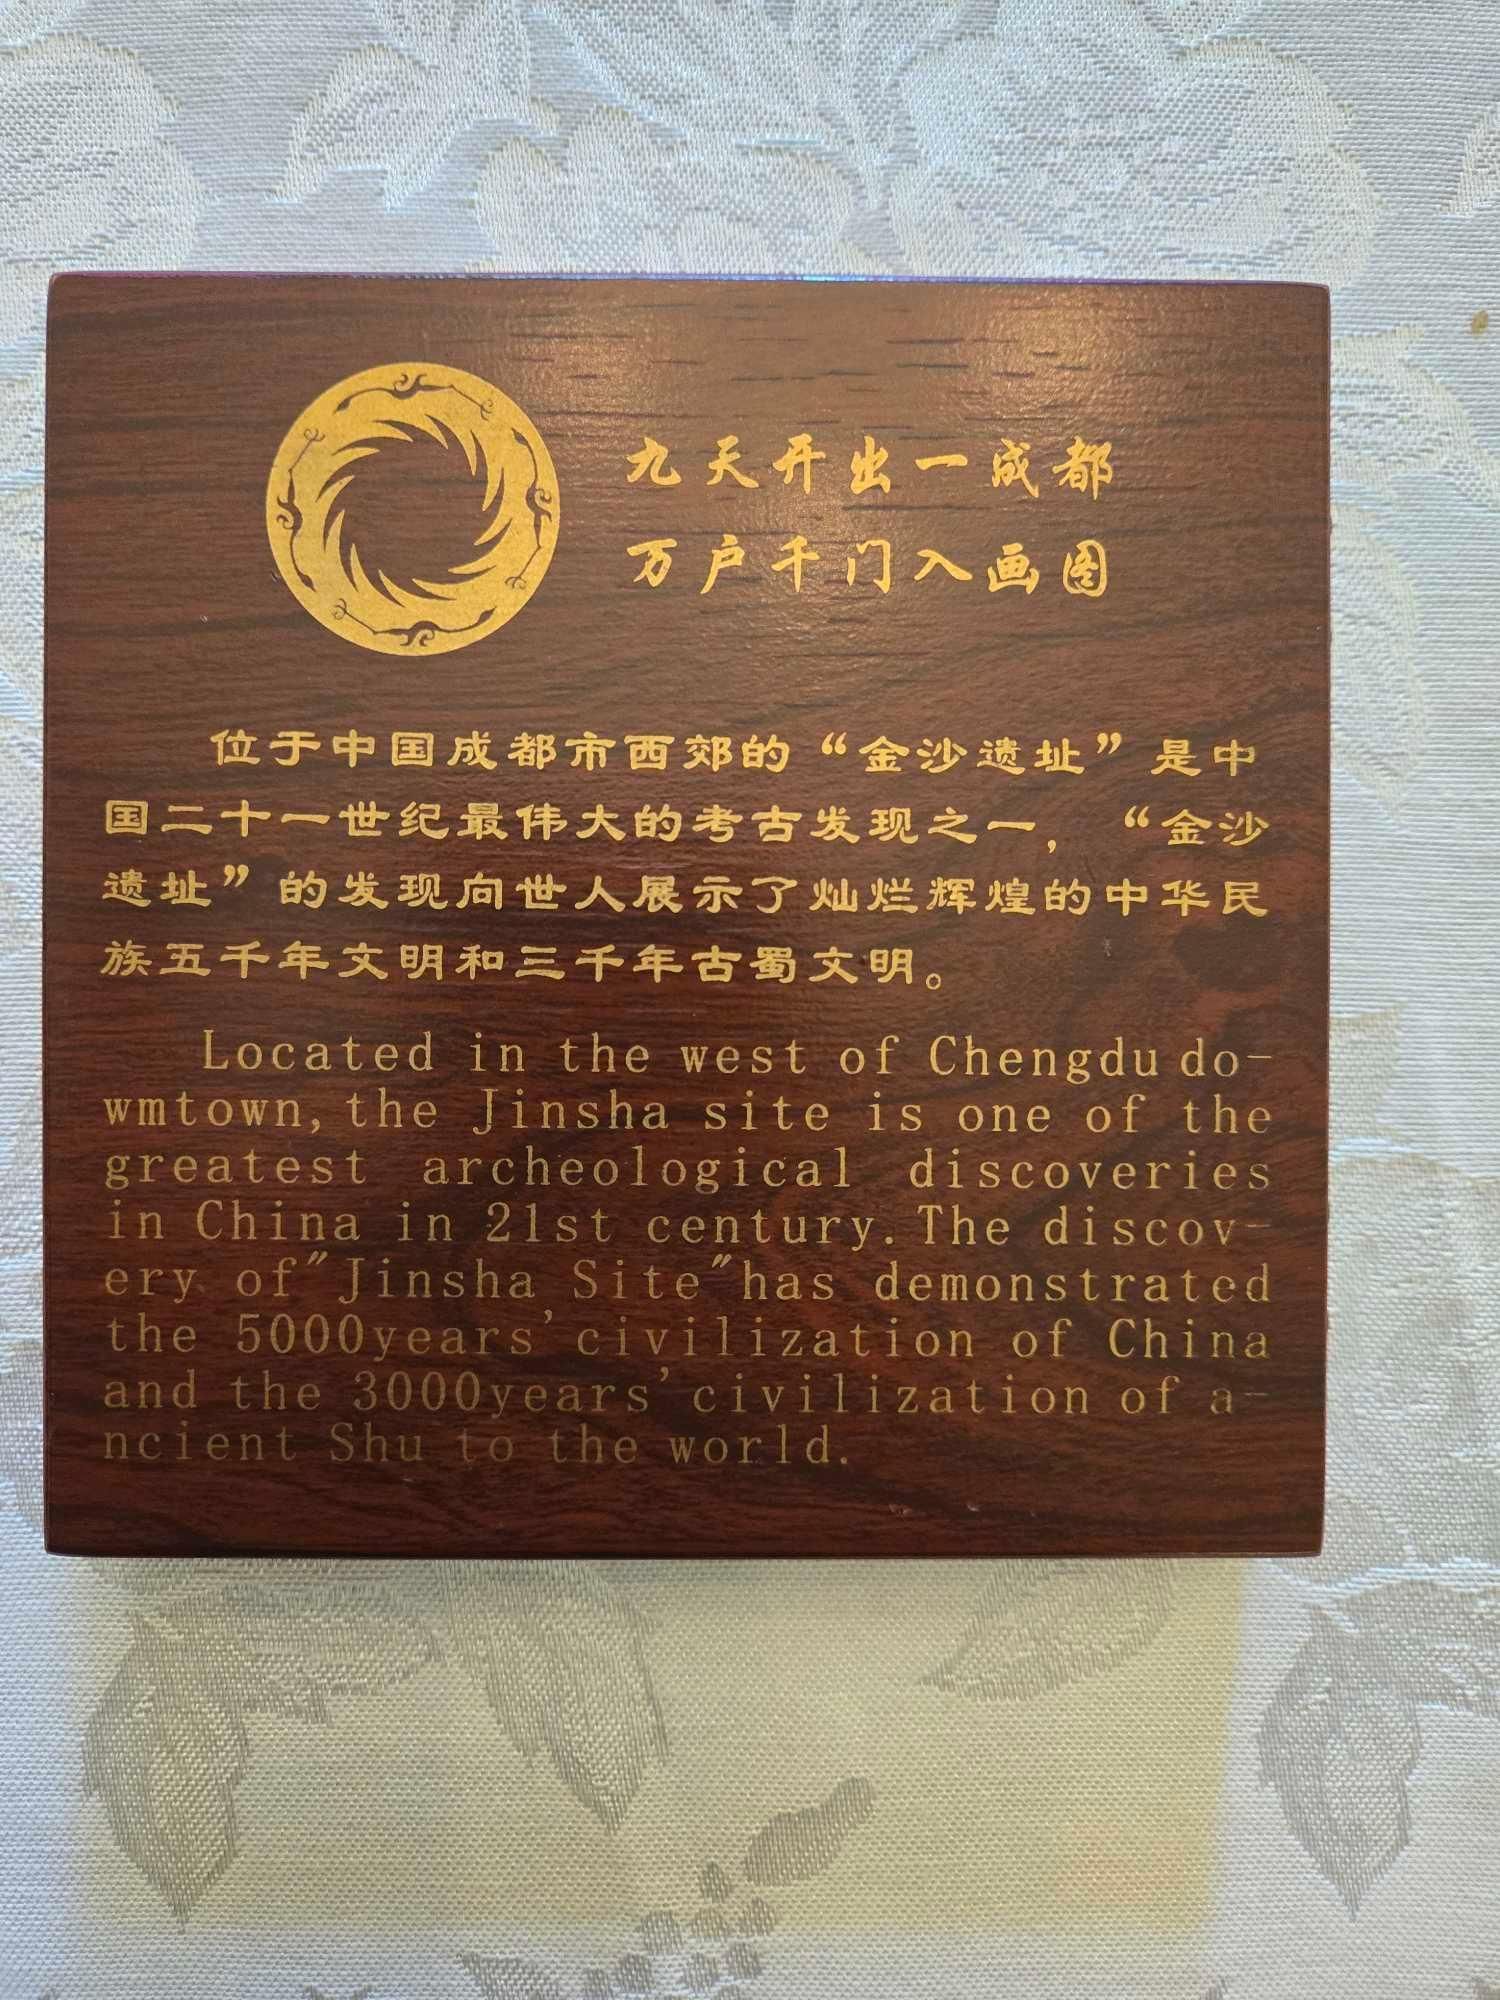 九天开出一成都
万户千门入画图
位于中国成都市西郊的“金沙遗址”是中
国二十一世纪最伟大的考古发现之一，“金沙
遗址”的发现向世人展示了灿烂辉煌的中华民
族五千年文明和三千年古蜀文明。
Located in the west of Chengdu do-
wmtown, the Jinsha site is one of the
greatest archeological discoveries
in China in 21st century. The discov-
ery of"Jinsha Site"has demonstrated
the 5000years'civilization of China
and the 3000years'civilization of a-
ncient Shu to the world.